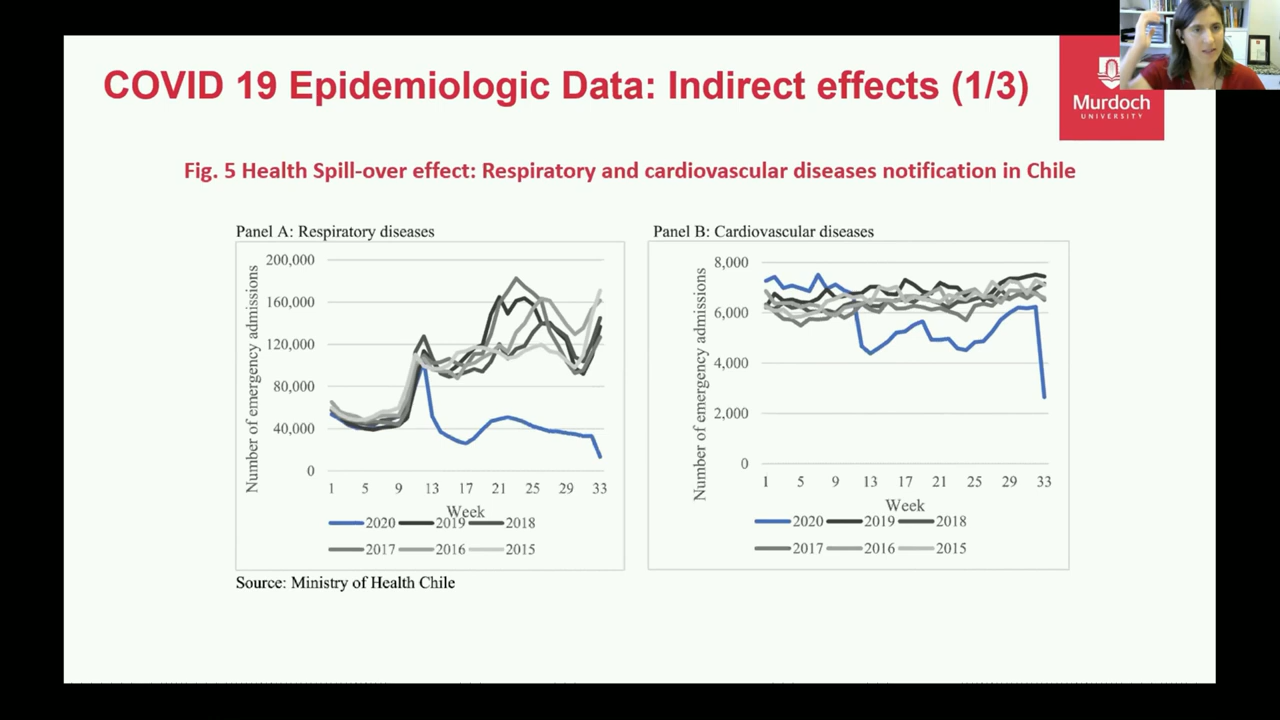 COVID 19 Epidemiologic Data: Indirect effects (1/3)
Murdoch
UNIVERSITY
Fig. 5 Health Spill-over effect: Respiratory and cardiovascular diseases notification in Chile
Panel A: Respiratory diseases
Number of emergency admissions
200,000
160,000
120,000
80,000
40,000
0
1 5 9 13 17 21 25 29 33
Week
2020 2019 2018
2017 2016 2015
Panel B: Cardiovascular diseases
Number of emergency admissions
8,000
6,000
4,000
2,000
0
1 5 9 13 17 21 25 29 33
Week
2020 2019 2018
2017 2016 2015
Source: Ministry of Health Chile